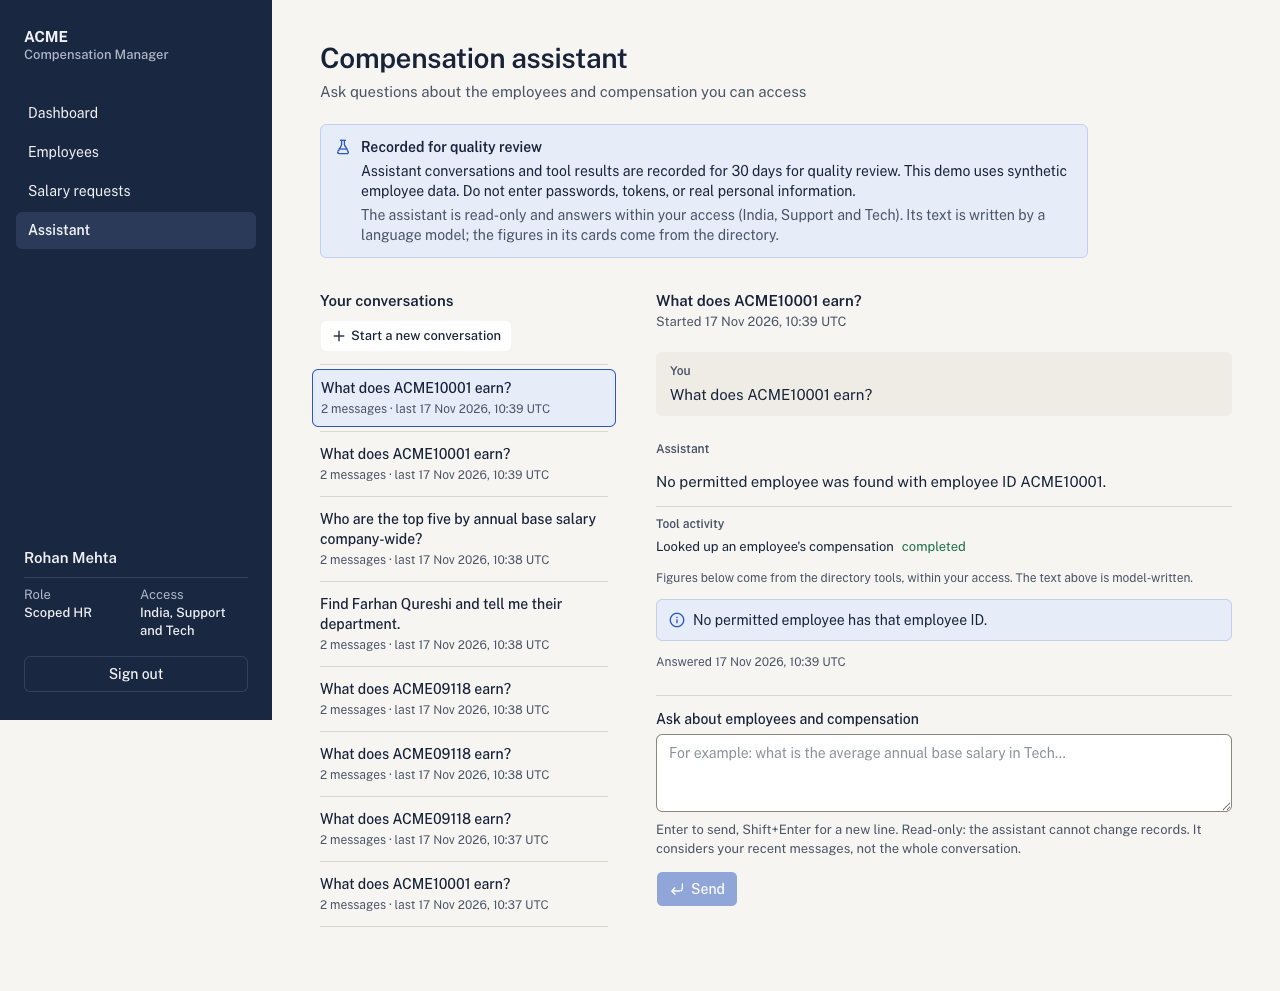 ACME
Compensation Manager
Dashboard
Employees
Salary requests
Assistant
Rohan Mehta
Role
Scoped HR
Access
India, Support
and Tech
Sign out
Compensation assistant
Ask questions about the employees and compensation you can access
Recorded for quality review
Assistant conversations and tool results are recorded for 30 days for quality review. This demo uses synthetic
employee data. Do not enter passwords, tokens, or real personal information.
The assistant is read-only and answers within your access (India, Support and Tech). Its text is written by a
language model; the figures in its cards come from the directory.
Your conversations
Start a new conversation
What does ACME10001 earn?
2 messages · last 17 Nov 2026, 10:39 UTC
What does ACME10001 earn?
2 messages · last 17 Nov 2026, 10:39 UTC
Who are the top five by annual base salary
company-wide?
2 messages · last 17 Nov 2026, 10:38 UTC
Find Farhan Qureshi and tell me their
department.
2 messages · last 17 Nov 2026, 10:38 UTC
What does ACME09118 earn?
2 messages · last 17 Nov 2026, 10:38 UTC
What does ACME09118 earn?
2 messages · last 17 Nov 2026, 10:38 UTC
What does ACME09118 earn?
2 messages · last 17 Nov 2026, 10:37 UTC
What does ACME10001 earn?
2 messages · last 17 Nov 2026, 10:37 UTC
What does ACME10001 earn?
Started 17 Nov 2026, 10:39 UTC
You
What does ACME10001 earn?
Assistant
No permitted employee was found with employee ID ACME10001.
Tool activity
Looked up an employee's compensation completed
Figures below come from the directory tools, within your access. The text above is model-written.
No permitted employee has that employee ID.
Answered 17 Nov 2026, 10:39 UTC
Ask about employees and compensation
For example: what is the average annual base salary in Tech...
Enter to send, Shift+Enter for a new line. Read-only: the assistant cannot change records. It
considers your recent messages, not the whole conversation.
Send